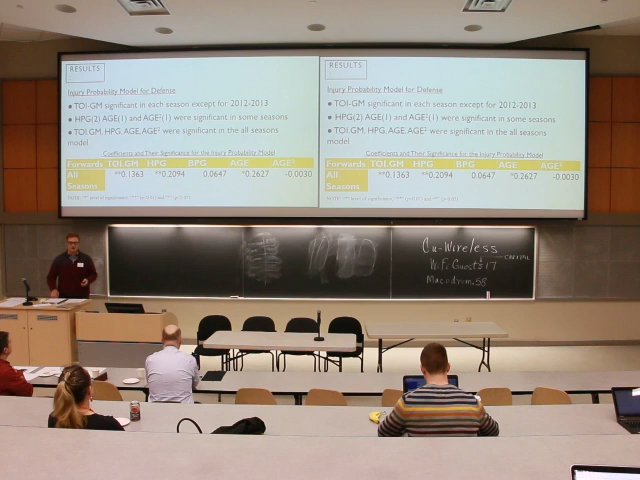 RESULTS
Injury Probability Model for Defense
• TOI-GM significant in each season except for 2012-2013
• HPG(2) AGE(1) and AGE²(1) were significant in some seasons
• TOI.GM, HPG, AGE, AGE² were significant in the all seasons
model
Coefficients and Their Significance for the Injury Probability Model
Forwards TOI.GM HPG BPG AGE AGE²
All Seasons **0.1363 **0.2094 0.0647 *0.2627 -0.0030
RESULTS
Injury Probability Model for Defense
• TOI-GM significant in each season except for 2012-2013
• HPG(2) AGE(1) and AGE²(1) were significant in some seasons
• TOI.GM, HPG, AGE, AGE² were significant in the all seasons
model
Coefficients and Their Significance for the Injury Probability Model
Forwards TOI.GM HPG BPG AGE AGE²
All Seasons **0.1363 **0.2094 0.0647 *0.2627 -0.0030
Cu-Wireless
WiFi Guests17
CAPITAL
Macodrom.58